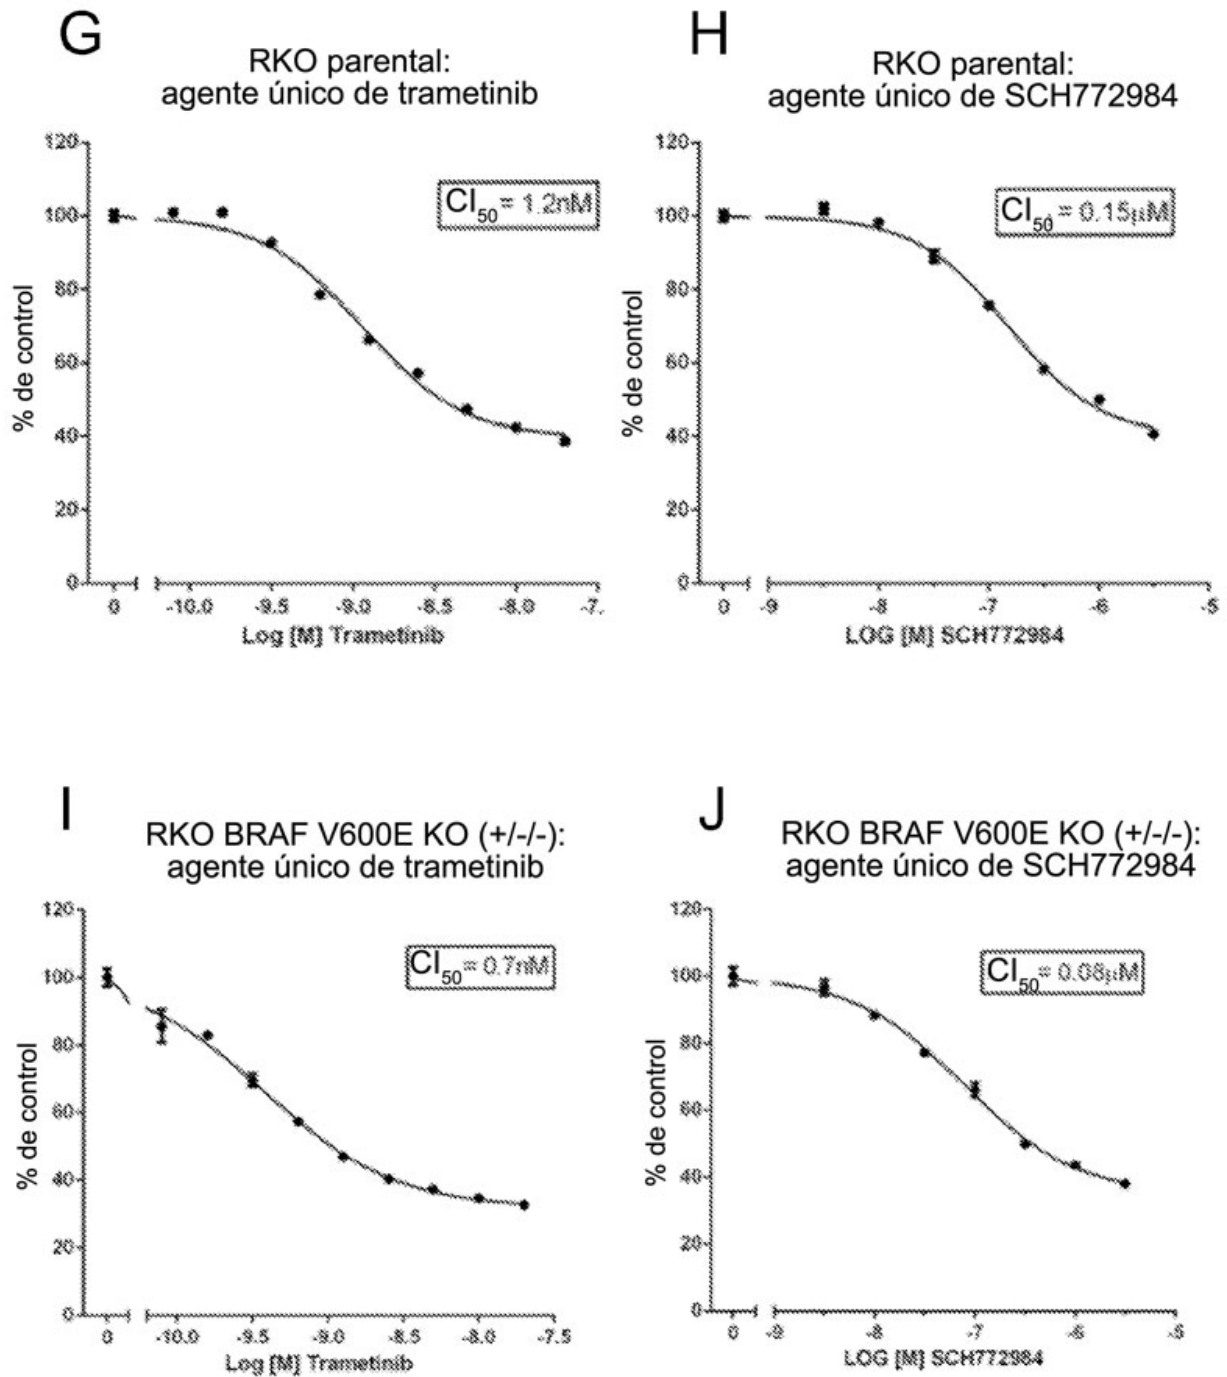 G
RKO parental:
agente único de trametinib
CI50 = 1.2nM
120
100
80
60
40
20
0
% de control
0 -10.0 -9.5 -9.0 -8.5 -8.0 -7.
Log [M] Trametinib
H
RKO parental:
agente único de SCH772984
CI50 = 0.15µM
120
100
80
60
40
20
0
% de control
0 -9 -8 -7 -6 -5
LOG [M] SCH772984
I
RKO BRAF V600E KO (+/-/-):
agente único de trametinib
CI50 = 0.7nM
120
100
80
60
40
20
0
% de control
0 -10.0 -9.5 -9.0 -8.5 -8.0 -7.5
Log [M] Trametinib
J
RKO BRAF V600E KO (+/-/-):
agente único de SCH772984
CI50 = 0.08µM
120
100
80
60
40
20
0
% de control
0 -9 -8 -7 -6 -5
LOG [M] SCH772984